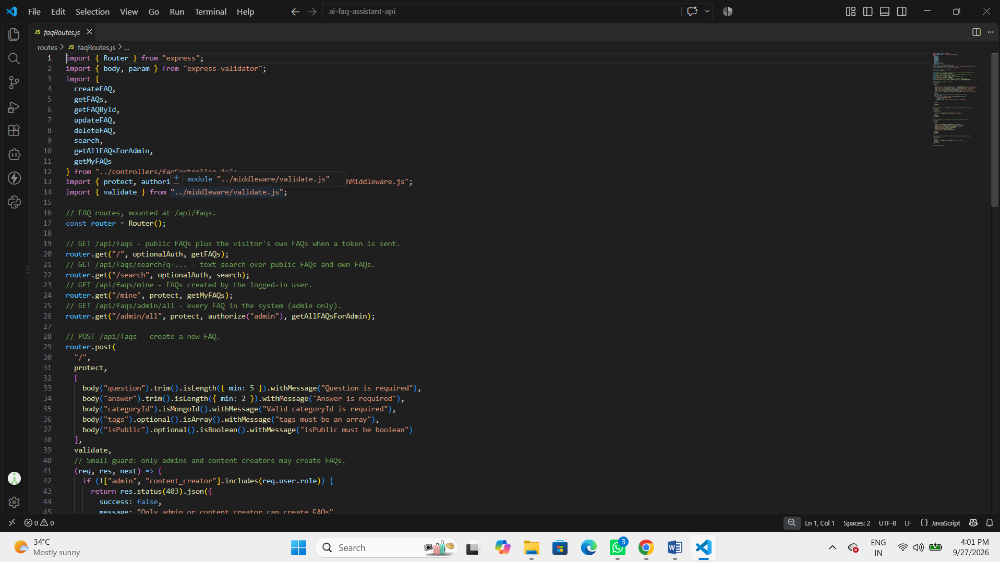 File Edit Selection View Go Run Terminal Help
ai-faq-assistant-api
JS faqRoutes.js
routes > JS faqRoutes.js > ...
1 import { Router } from "express";
2 import { body, param } from "express-validator";
3 import {
4 createFAQ,
5 getFAQs,
6 getFAQById,
7 updateFAQ,
8 deleteFAQ,
9 search,
10 getAllFAQsForAdmin,
11 getMyFAQs
12 } from "../controllers/faqController.js";
module "../middleware/validate.js"
13 import { protect, authori hMiddleware.js";
14 import { validate } from "../middleware/validate.js";
15
16 // FAQ routes, mounted at /api/faqs.
17 const router = Router();
18
19 // GET /api/faqs - public FAQs plus the visitor's own FAQs when a token is sent.
20 router.get("/", optionalAuth, getFAQs);
21 // GET /api/faqs/search?q=... - text search over public FAQs and own FAQs.
22 router.get("/search", optionalAuth, search);
23 // GET /api/faqs/mine - FAQs created by the logged-in user.
24 router.get("/mine", protect, getMyFAQs);
25 // GET /api/faqs/admin/all - every FAQ in the system (admin only).
26 router.get("/admin/all", protect, authorize("admin"), getAllFAQsForAdmin);
27
28 // POST /api/faqs - create a new FAQ.
29 router.post(
30 "/",
31 protect,
32 [
33 body("question").trim().isLength({ min: 5 }).withMessage("Question is required"),
34 body("answer").trim().isLength({ min: 2 }).withMessage("Answer is required"),
35 body("categoryId").isMongoId().withMessage("Valid categoryId is required"),
36 body("tags").optional().isArray().withMessage("tags must be an array"),
37 body("isPublic").optional().isBoolean().withMessage("isPublic must be boolean")
38 ],
39 validate,
40 // Small guard: only admins and content creators may create FAQs.
41 (req, res, next) => {
42 if (!["admin", "content_creator"].includes(req.user.role)) {
43 return res.status(403).json({
44 success: false,
45 message: "Only admin or content creator can create FAQs"
0 0
Ln 1, Col 1 Spaces: 2 UTF-8 LF { } JavaScript
34°C
Mostly sunny
Search
3
ENG
IN
4:01 PM
9/27/2026